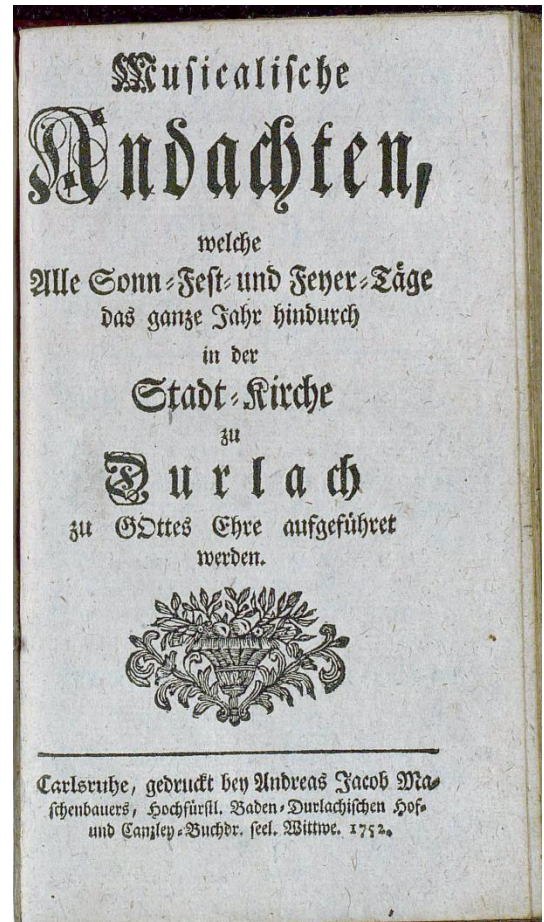 Musicalische
Andachten,
welche
Alle Sonn-Fest- und Feyer-Täge
das ganze Jahr hindurch
in der
Stadt-Kirche
zu
Durlach
zu GOttes Ehre aufgeführet
werden.
Carlsruhe, gedruckt bey Andreas Jacob Ma-
schenbauers, Hochfürstl. Baden-Durlachischen Hof-
und Canzley-Buchdr. seel. Wittwe. 1752.